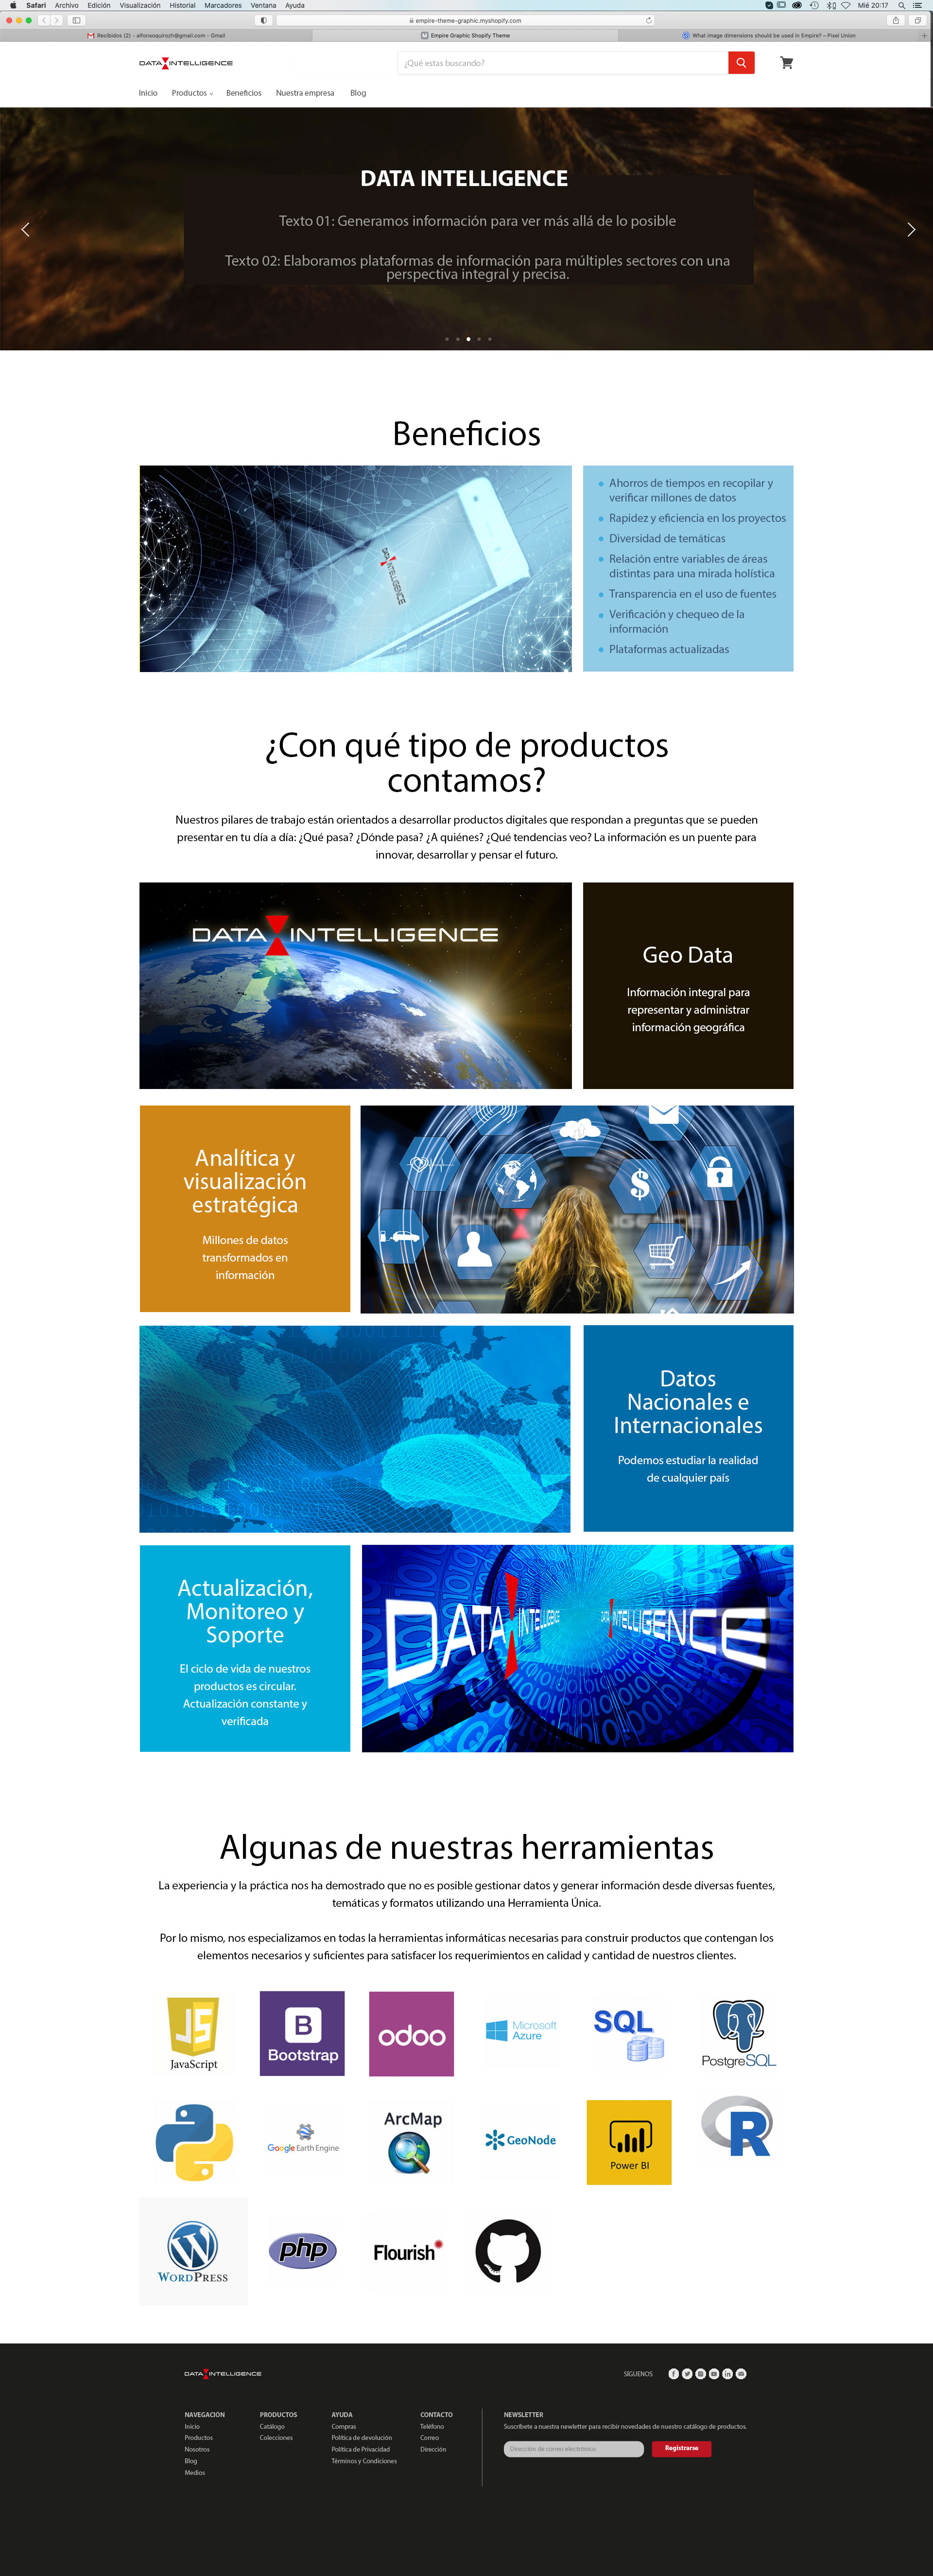 Safari Archivo Edición Visualización Historial Marcadores Ventana Ayuda Mié 20:17
empire-theme-graphic.myshopify.com
Recibidos (2) - alfonsoquirozh@gmail.com - Gmail
Empire Graphic Shopify Theme
What image dimensions should be used in Empire? – Pixel Union
DATA INTELLIGENCE
¿Qué estas buscando?
Inicio Productos Beneficios Nuestra empresa Blog
DATA INTELLIGENCE
Texto 01: Generamos información para ver más allá de lo posible
Texto 02: Elaboramos plataformas de información para múltiples sectores con una
perspectiva integral y precisa.
Beneficios
DATA INTELLIGENCE
Ahorros de tiempos en recopilar y
verificar millones de datos
Rapidez y eficiencia en los proyectos
Diversidad de temáticas
Relación entre variables de áreas
distintas para una mirada holística
Transparencia en el uso de fuentes
Verificación y chequeo de la
información
Plataformas actualizadas
¿Con qué tipo de productos
contamos?
Nuestros pilares de trabajo están orientados a desarrollar productos digitales que respondan a preguntas que se pueden
presentar en tu día a día: ¿Qué pasa? ¿Dónde pasa? ¿A quiénes? ¿Qué tendencias veo? La información es un puente para
innovar, desarrollar y pensar el futuro.
DATA INTELLIGENCE
Geo Data
Información integral para
representar y administrar
información geográfica
Analítica y
visualización
estratégica
Millones de datos
transformados en
información
Datos
Nacionales e
Internacionales
Podemos estudiar la realidad
de cualquier país
Actualización,
Monitoreo y
Soporte
El ciclo de vida de nuestros
productos es circular.
Actualización constante y
verificada
DATA INTELLIGENCE INTELLIGENCE
Algunas de nuestras herramientas
La experiencia y la práctica nos ha demostrado que no es posible gestionar datos y generar información desde diversas fuentes,
temáticas y formatos utilizando una Herramienta Única.
Por lo mismo, nos especializamos en todas la herramientas informáticas necesarias para construir productos que contengan los
elementos necesarios y suficientes para satisfacer los requerimientos en calidad y cantidad de nuestros clientes.
JS
JavaScript
B
Bootstrap
odoo
Microsoft
Azure
SQL
PostgreSQL
Google Earth Engine
ArcMap
GeoNode
Power BI
R
W
WORDPRESS
php
Flourish
DATA INTELLIGENCE
SÍGUENOS
NAVEGACION
Inicio
Productos
Nosotros
Blog
Medios
PRODUCTOS
Catálogo
Colecciones
AYUDA
Compras
Política de devolución
Política de Privacidad
Términos y Condiciones
CONTACTO
Teléfono
Correo
Dirección
NEWSLETTER
Suscríbete a nuestra newletter para recibir novedades de nuestro catálogo de productos.
Dirección de correo electrónico
Registrarse